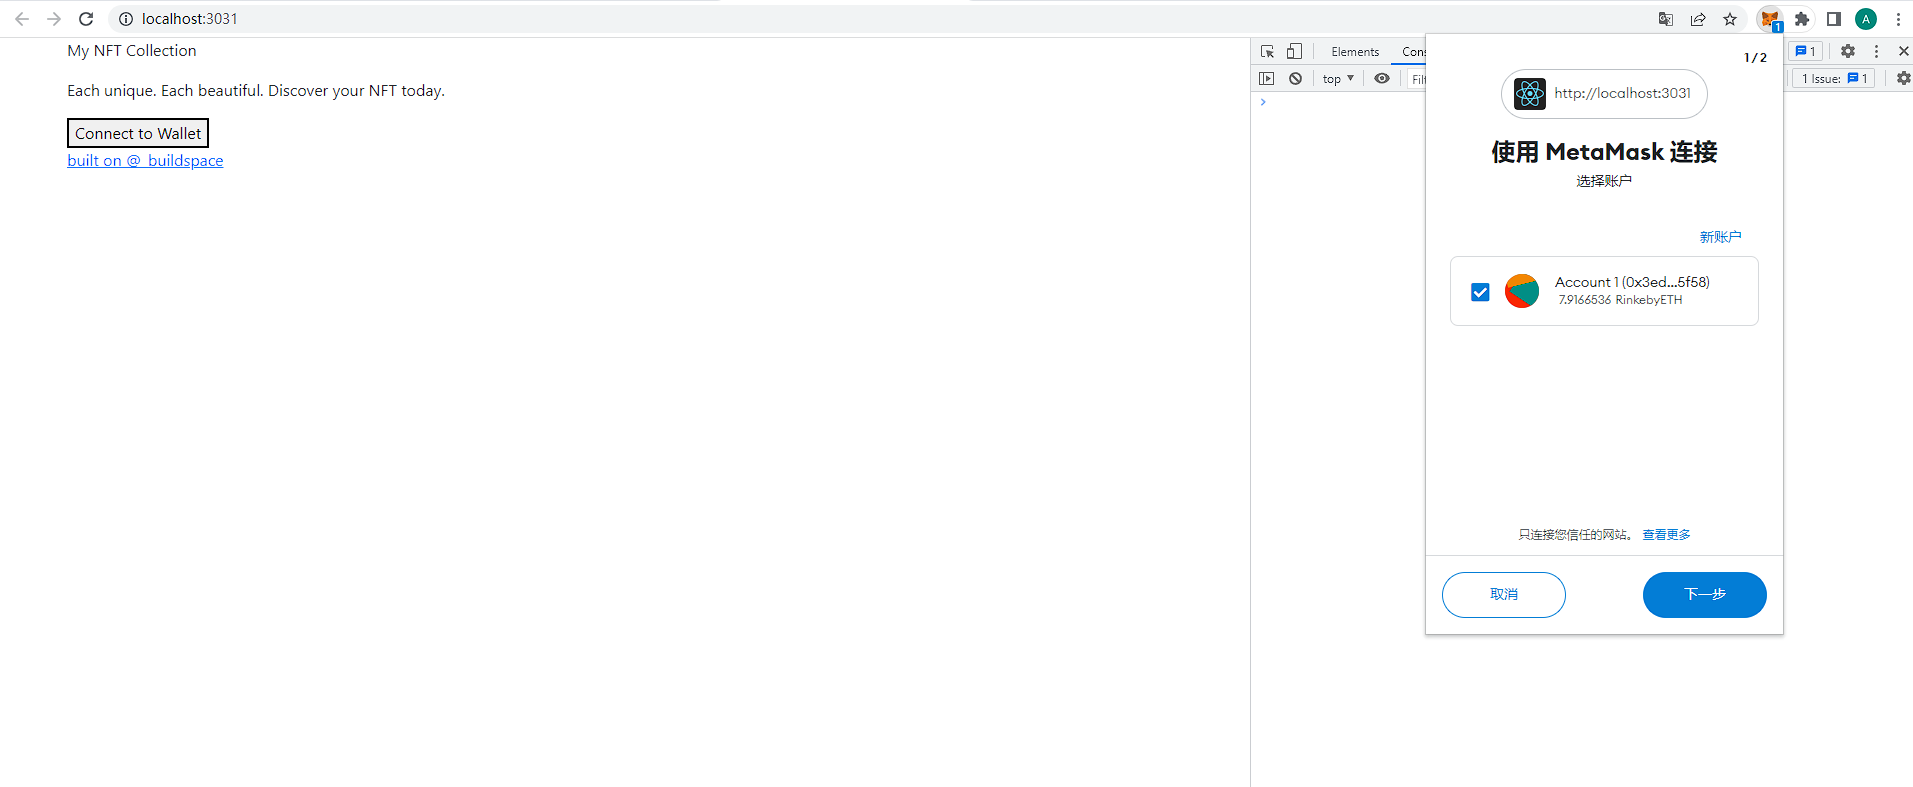 localhost:3031
A
1
My NFT Collection
Each unique. Each beautiful. Discover your NFT today.
Connect to Wallet
built on @_buildspace
Elements
Cons
1
top
Filt
1 Issue:
1
1 / 2
http://localhost:3031
使用 MetaMask 连接
选择账户
新账户
Account 1 (0x3ed...5f58)
7.9166536 RinkebyETH
只连接您信任的网站。 查看更多
取消
下一步